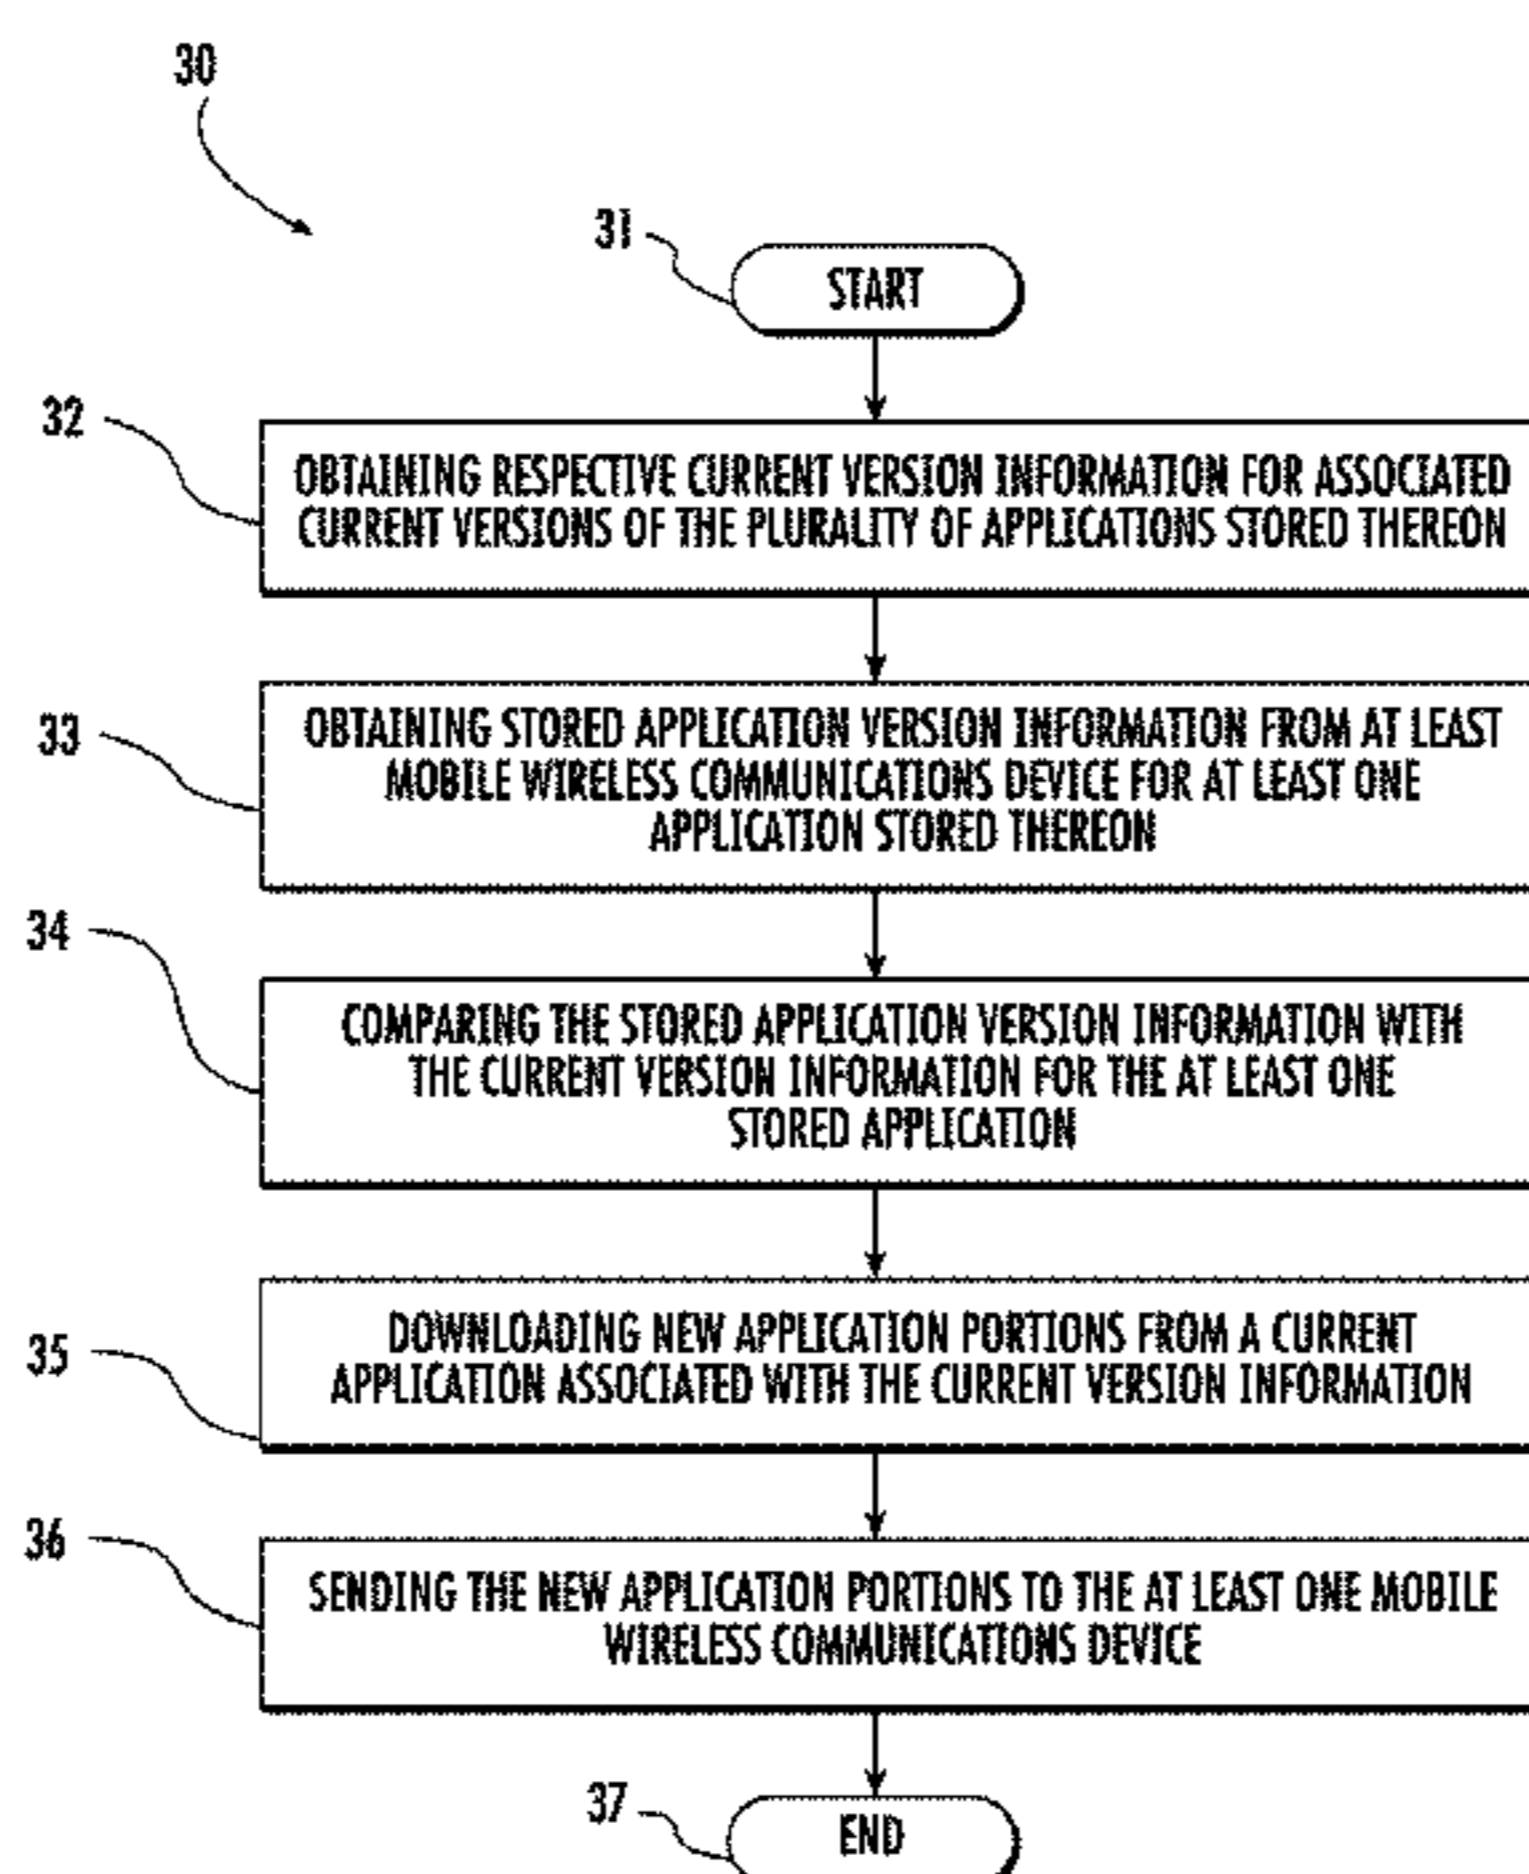 30
31
START
32
OBTAINING RESPECTIVE CURRENT VERSION INFORMATION FOR ASSOCIATED
CURRENT VERSIONS OF THE PLURALITY OF APPLICATIONS STORED THEREON
33
OBTAINING STORED APPLICATION VERSION INFORMATION FROM AT LEAST
MOBILE WIRELESS COMMUNICATIONS DEVICE FOR AT LEAST ONE
APPLICATION STORED THEREON
34
COMPARING THE STORED APPLICATION VERSION INFORMATION WITH
THE CURRENT VERSION INFORMATION FOR THE AT LEAST ONE
STORED APPLICATION
35
DOWNLOADING NEW APPLICATION PORTIONS FROM A CURRENT
APPLICATION ASSOCIATED WITH THE CURRENT VERSION INFORMATION
36
SENDING THE NEW APPLICATION PORTIONS TO THE AT LEAST ONE MOBILE
WIRELESS COMMUNICATIONS DEVICE
37
END